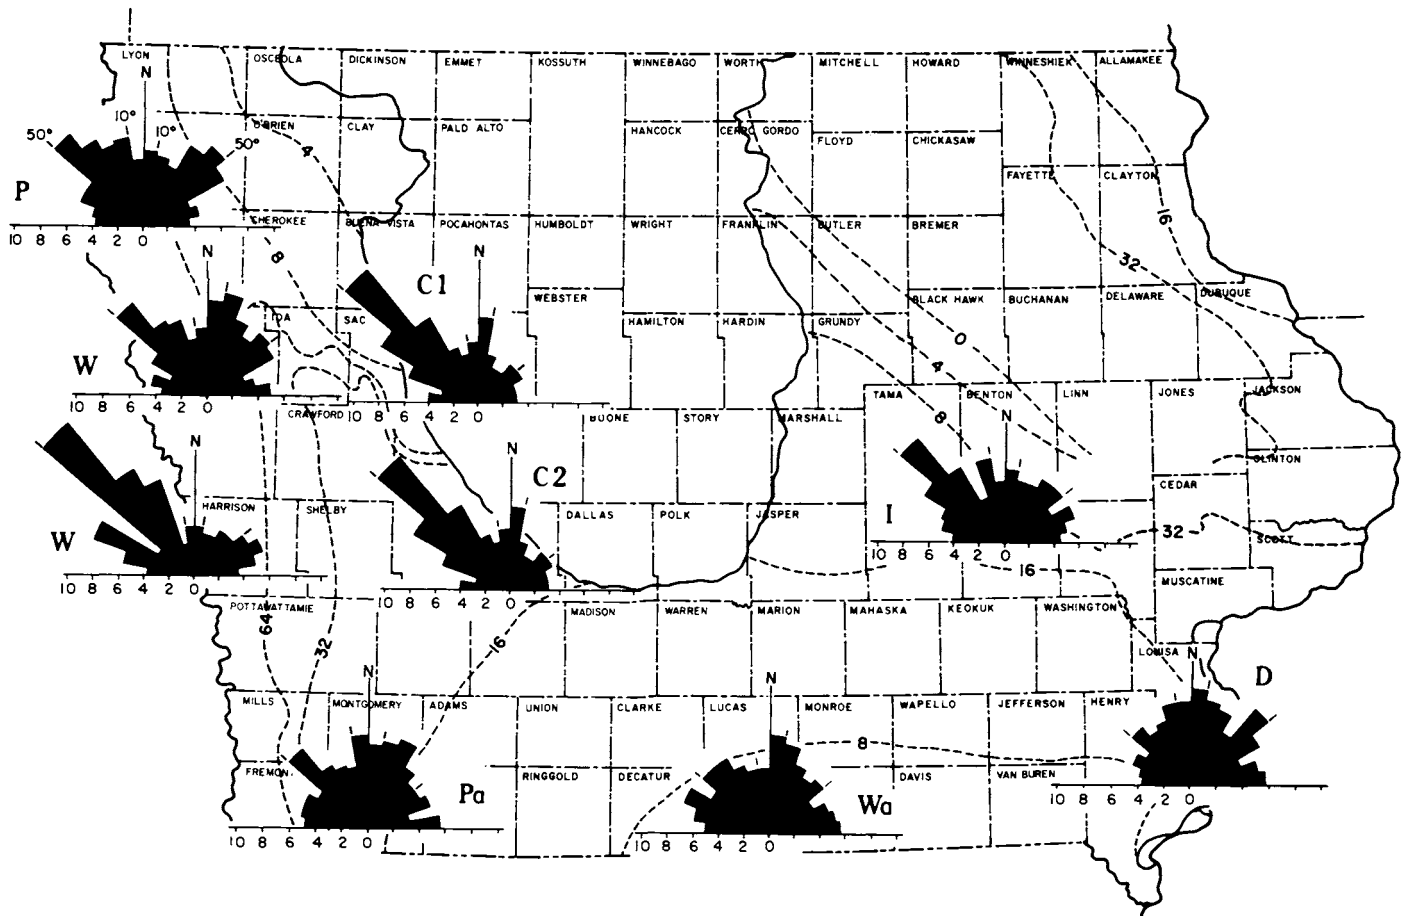 LYON
OSCEOLA
DICKINSON
EMMET
KOSSUTH
WINNEBAGO
WORTH
MITCHELL
HOWARD
WINNESHIEK
ALLAMAKEE
N
10°
10°
50°
50°
O'BRIEN
CLAY
PALO ALTO
HANCOCK
CERRO GORDO
FLOYD
CHICKASAW
4
P
FAYETTE
CLAYTON
16
CHEROKEE
BUENA VISTA
POCAHONTAS
HUMBOLDT
WRIGHT
FRANKLIN
BUTLER
BREMER
10 8 6 4 2 0
8
32
N
N
C1
WEBSTER
BLACK HAWK
BUCHANAN
DELAWARE
DUBUQUE
IDA
SAC
HAMILTON
HARDIN
GRUNDY
0
W
4
TAMA
BENTON
LINN
JONES
JACKSON
10 8 6 4 2 0
CRAWFORD
10 8 6 4 2 0
BOONE
STORY
MARSHALL
8
N
N
N
CLINTON
C2
CEDAR
HARRISON
SHELBY
DALLAS
POLK
JASPER
I
32
SCOTT
W
10 8 6 4 2 0
16
MUSCATINE
10 8 6 4 2 0
10 8 6 4 2 0
POTTAWATTAMIE
MADISON
WARREN
MARION
MAHASKA
KEOKUK
WASHINGTON
64
32
16
LOUISA
N
N
N
D
MILLS
MONTGOMERY
ADAMS
UNION
CLARKE
LUCAS
MONROE
WAPELLO
JEFFERSON
HENRY
8
FREMON
RINGGOLD
DECATUR
DAVIS
VAN BUREN
Pa
Wa
10 8 6 4 2 0
10 8 6 4 2 0
10 8 6 4 2 0